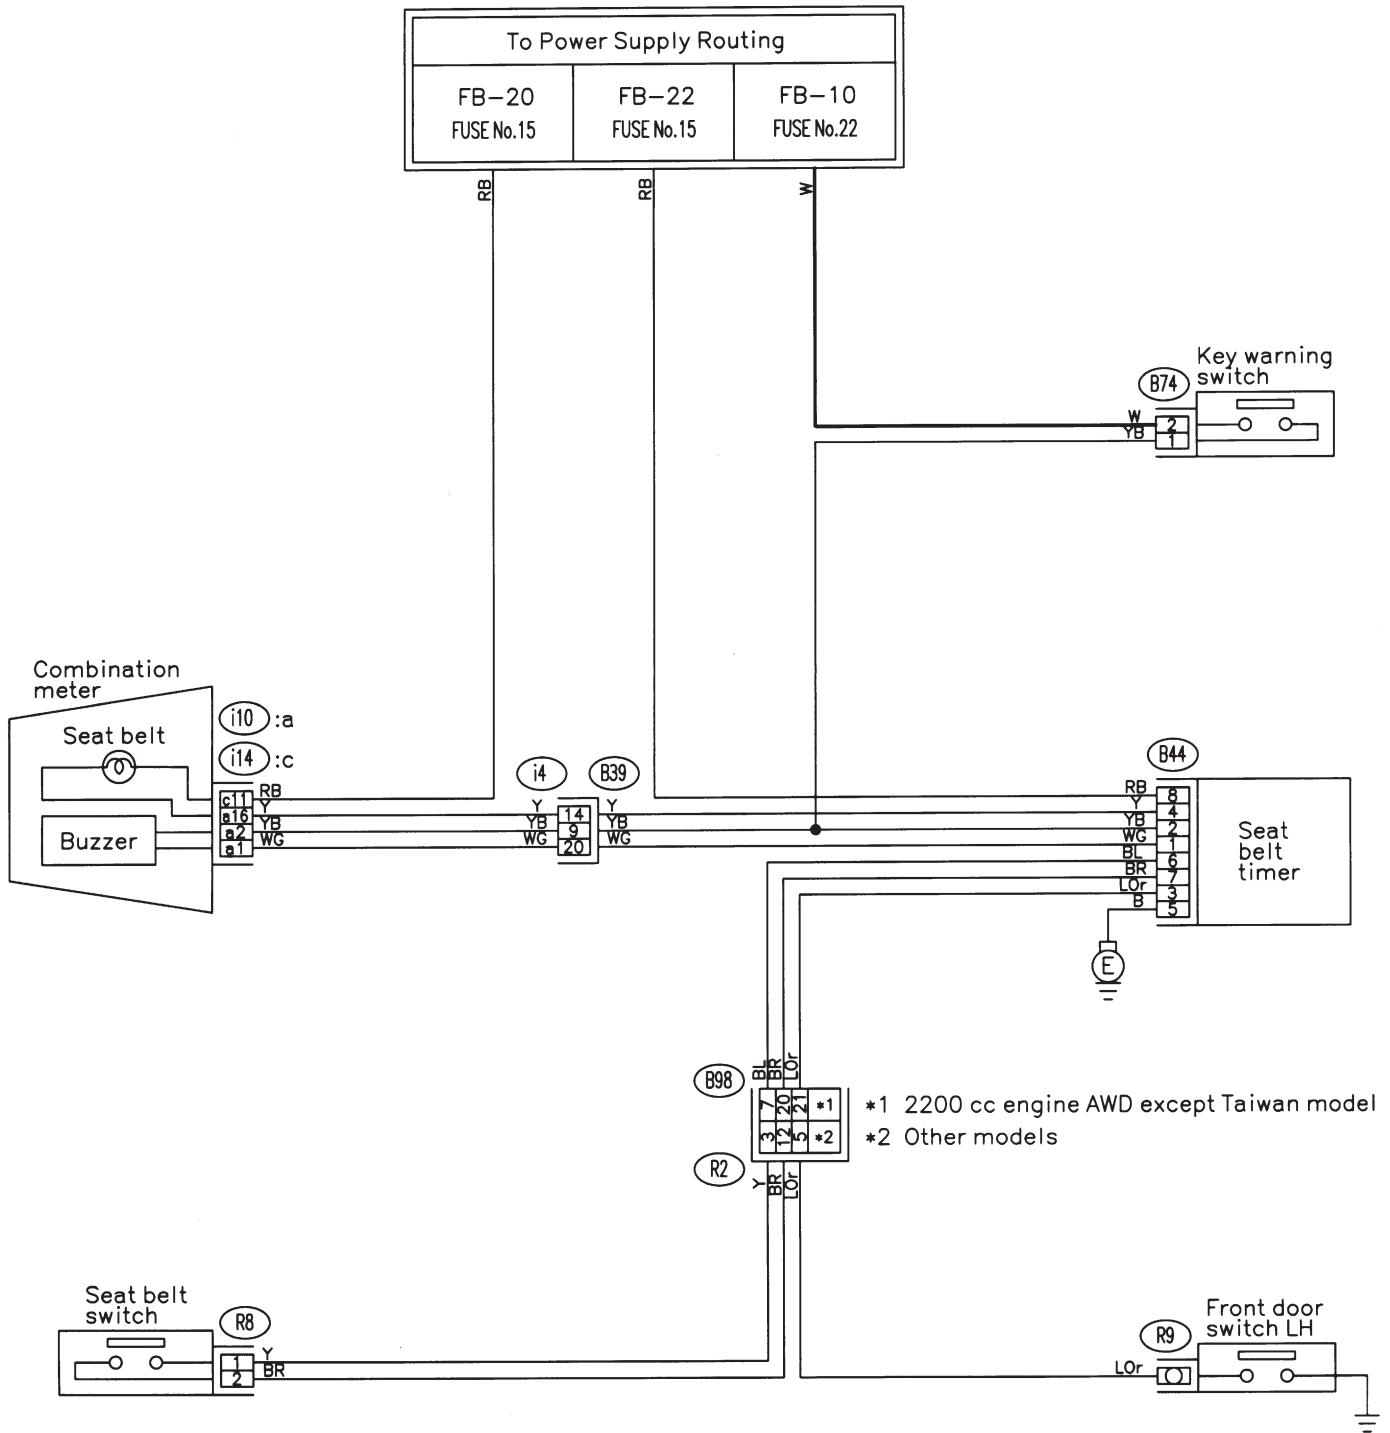 To Power Supply Routing
FB-20
FUSE No.15
FB-22
FUSE No.15
FB-10
FUSE No.22
RB
RB
W
Key warning
switch
B74
W
YB
2
1
Combination
meter
Seat belt
Buzzer
i10 :a
i14 :c
c11
a16
a2
a1
RB
Y
YB
WG
i4
B39
Y
YB
WG
14
9
20
Y
YB
WG
B44
RB
Y
YB
WG
BL
BR
LOr
B
8
4
2
1
6
7
3
5
Seat
belt
timer
E
B98
BL
BR
LOr
7 20 21 *1
3 12 5 *2
*1 2200 cc engine AWD except Taiwan model
*2 Other models
R2
Y
BR
LOr
Seat belt
switch
R8
1
2
Y
BR
Front door
switch LH
R9
LOr